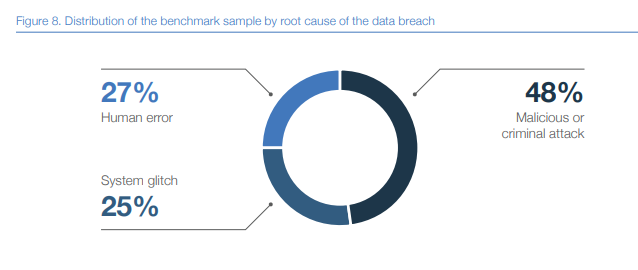 Figure 8. Distribution of the benchmark sample by root cause of the data breach
27%
Human error
48%
Malicious or
criminal attack
System glitch
25%